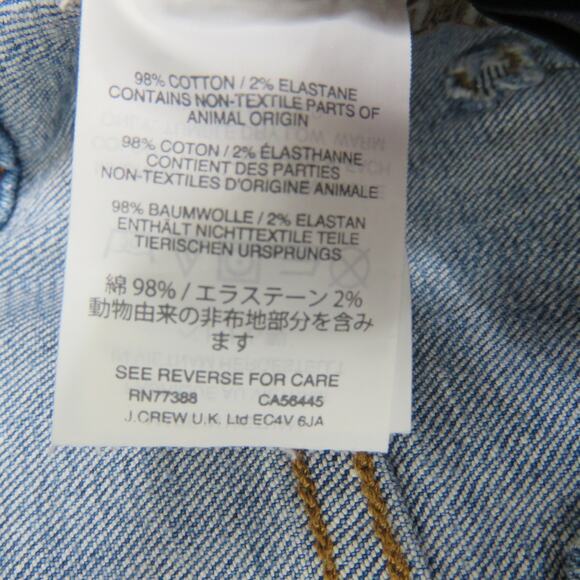 98% COTTON / 2% ELASTANE
CONTAINS NON-TEXTILE PARTS OF
ANIMAL ORIGIN
98% COTON / 2% ÉLASTHANNE
CONTIENT DES PARTIES
NON-TEXTILES D'ORIGINE ANIMALE
98% BAUMWOLLE / 2% ELASTAN
ENTHÄLT NICHTTEXTILE TEILE
TIERISCHEN URSPRUNGS
綿 98% / エラステーン 2%
動物由来の非布地部分を含み
ます
SEE REVERSE FOR CARE
RN77388 CA56445
J.CREW U.K. Ltd EC4V 6JA